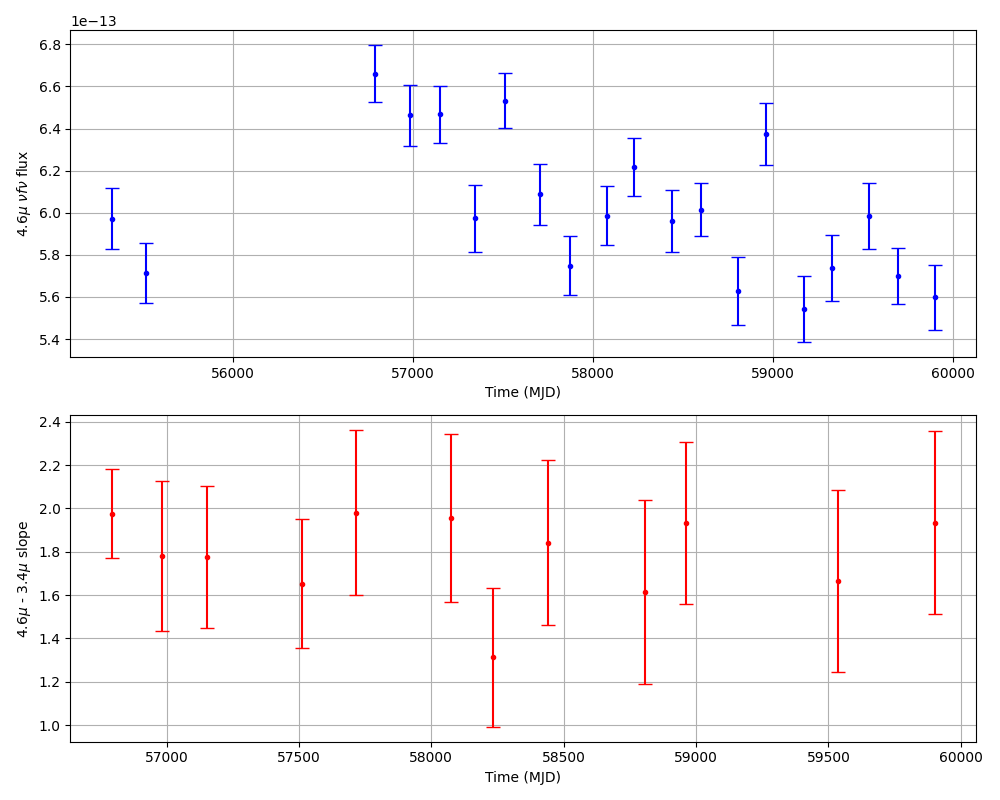 1e−13
6.8
6.6
6.4
6.2
6.0
5.8
5.6
5.4
4.6μ νfν flux
56000 57000 58000 59000 60000
Time (MJD)
2.4
2.2
2.0
1.8
1.6
1.4
1.2
1.0
4.6μ - 3.4μ slope
57000 57500 58000 58500 59000 59500 60000
Time (MJD)